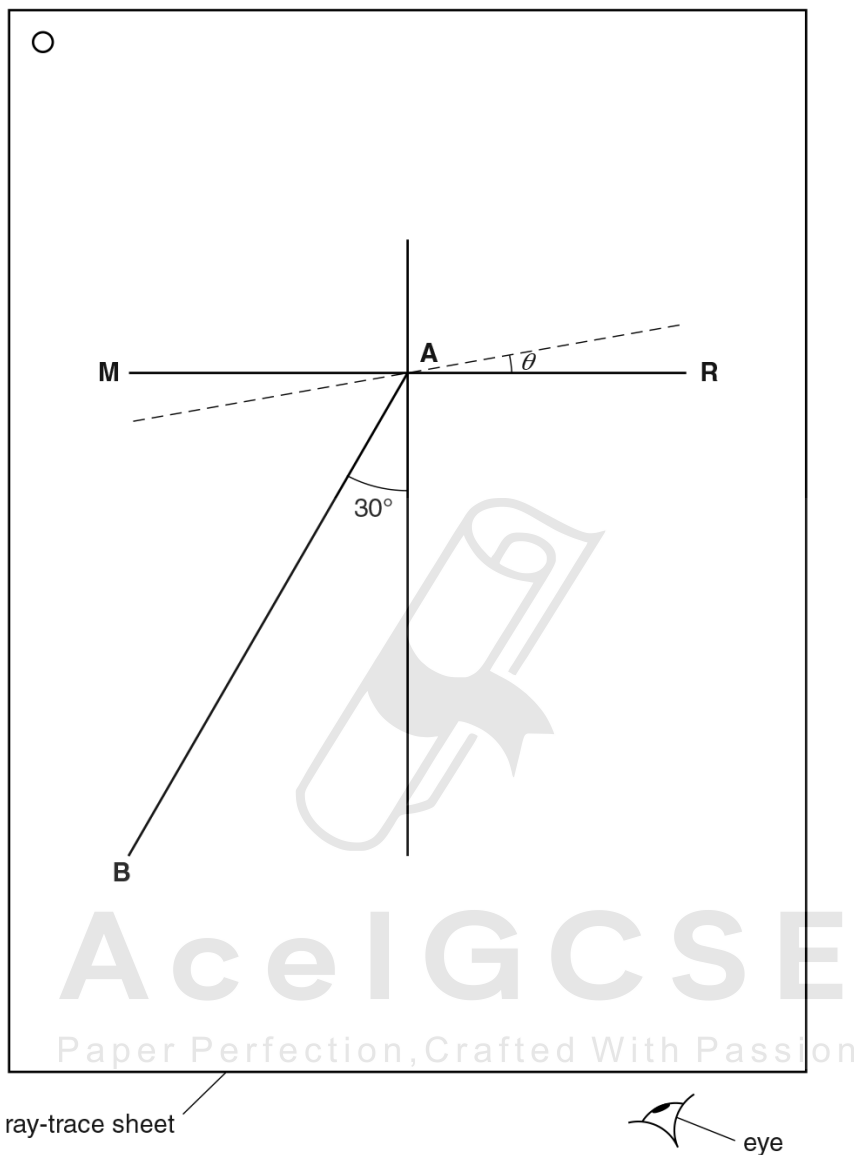 A
θ
M
R
30°
B
AceIGCSE
Paper Perfection,Crafted With Passion
ray-trace sheet
eye